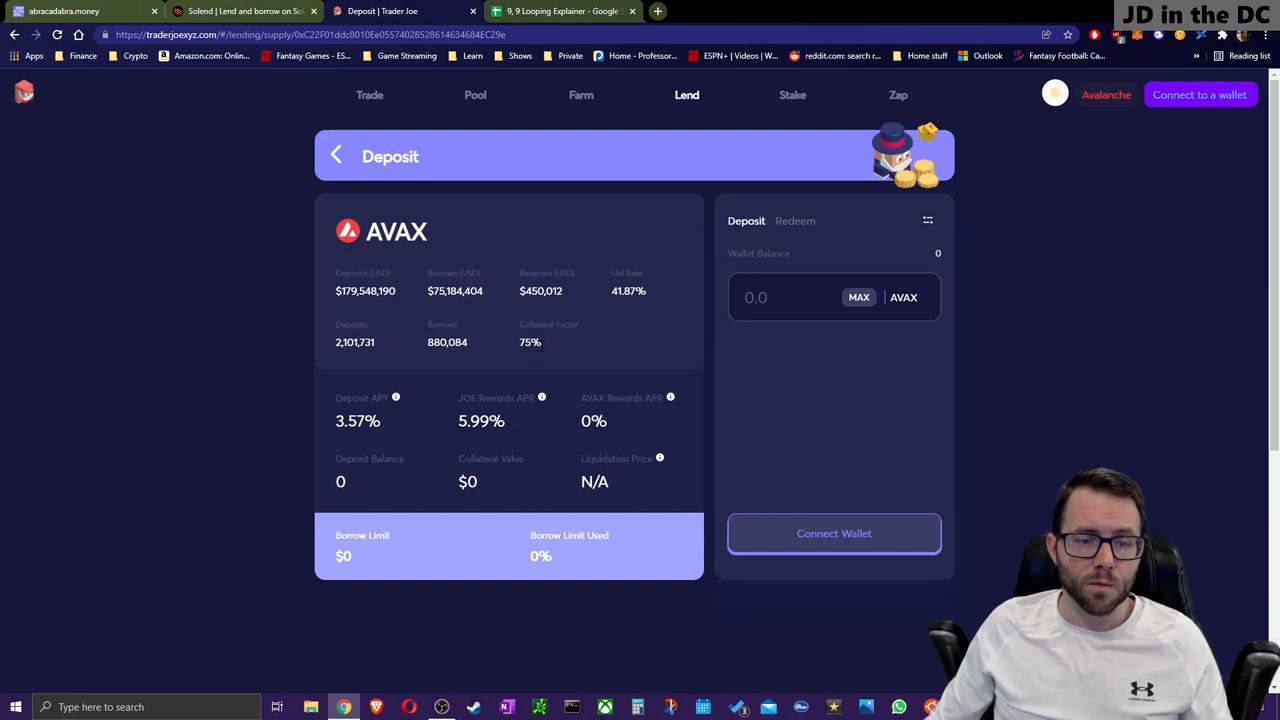 JD in the DC
abracadabra.money
Solend | Lend and borrow on Sol
Deposit | Trader Joe
9, 9 Looping Explainer - Google S
https://traderjoexyz.com/#/lending/supply/0xC22F01ddc8010Ee05574028528614634684EC29e
Apps Finance Crypto Amazon.com: Onli... Fantasy Games - ES... Game Streaming Learn Shows Private Home - Professor... ESPN+ | Videos | W... reddit.com: search r... Home stuff Outlook Fantasy Football: Ca... » Reading list
Trade Pool Farm Lend Stake Zap Avalanche Connect to a wallet
Deposit
AVAX
Deposits (USD) Borrows (USD) Reserves (USD) Util Rate
$179,548,190 $75,184,404 $450,012 41.87%
Deposits Borrows Collateral Factor
2,101,731 880,084 75%
Deposit APY JOE Rewards APR AVAX Rewards APR
3.57% 5.99% 0%
Deposit Balance Collateral Value Liquidation Price
0 $0 N/A
Borrow Limit Borrow Limit Used
$0 0%
Deposit Redeem
Wallet Balance 0
0.0 MAX AVAX
Connect Wallet
UNDER ARMOUR
Type here to search